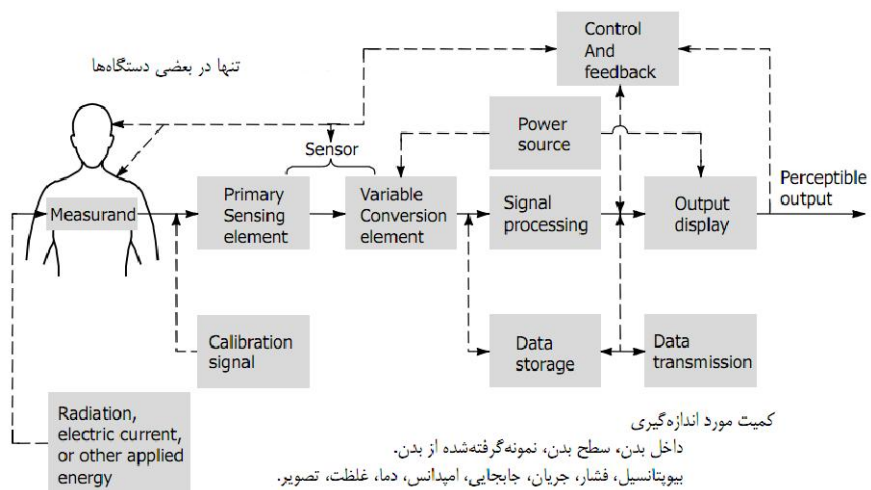 Control
And
feedback
تنها در بعضی دستگاه‌ها
Power
source
Sensor
Perceptible
output
Measurand
Primary
Sensing
element
Variable
Conversion
element
Signal
processing
Output
display
Calibration
signal
Data
storage
Data
transmission
Radiation,
electric current,
or other applied
energy
کمیت مورد اندازه‌گیری
داخل بدن، سطح بدن، نمونه‌گرفته‌شده از بدن.
بیوپتانسیل، فشار، جریان، جابجایی، امپدانس، دما، غلظت، تصویر.